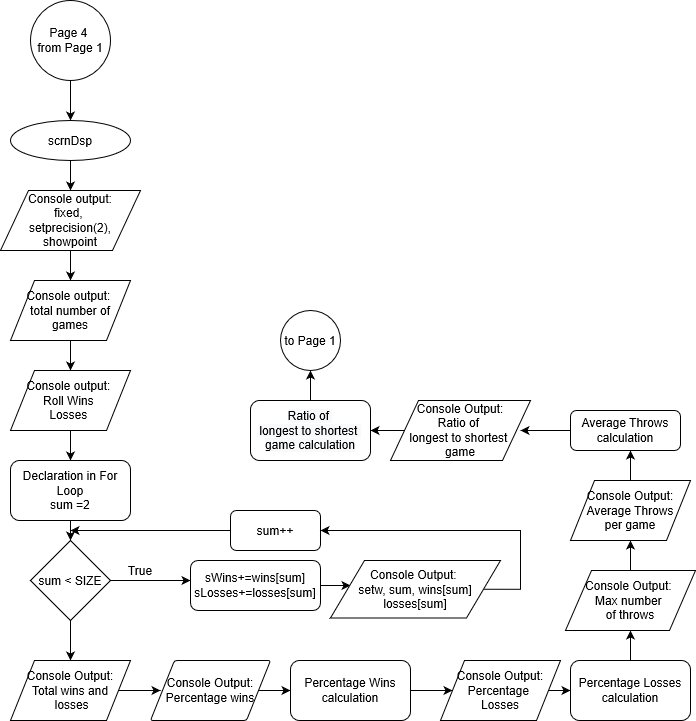 Page 4
from Page 1
scrnDsp
Console output:
fixed,
setprecision(2),
showpoint
Console output:
total number of
games
Console output:
Roll Wins
Losses
Declaration in For
Loop
sum =2
sum < SIZE
True
sWins+=wins[sum]
sLosses+=losses[sum]
Console Output:
setw, sum, wins[sum]
losses[sum]
sum++
Console Output:
Total wins and
losses
Console Output:
Percentage wins
Percentage Wins
calculation
Console Output:
Percentage
Losses
Percentage Losses
calculation
Console Output:
Max number
of throws
Console Output:
Average Throws
per game
Average Throws
calculation
Console Output:
Ratio of
longest to shortest
game
Ratio of
longest to shortest
game calculation
to Page 1